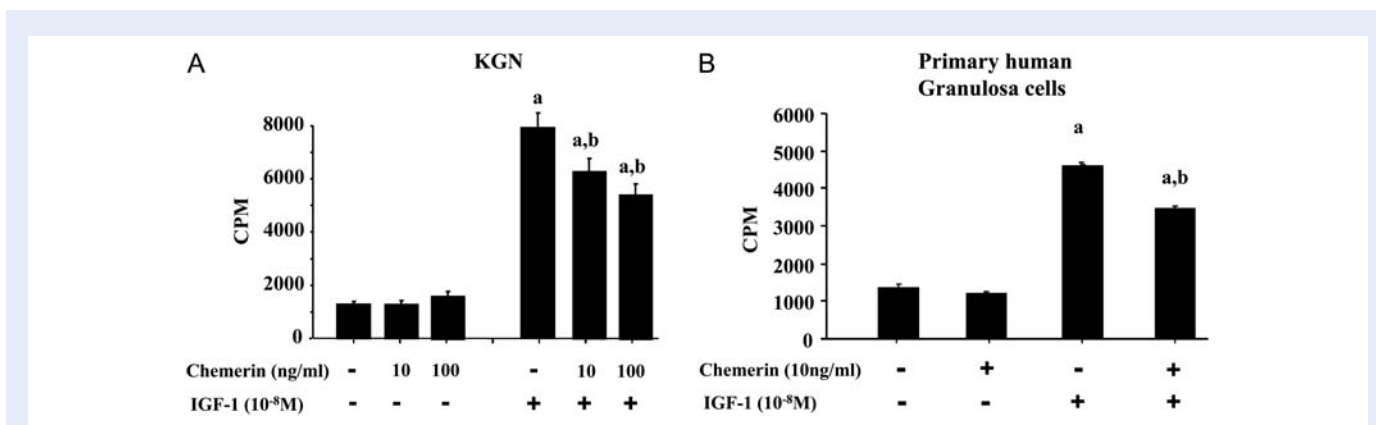 A
KGN
CPM
8000
6000
4000
2000
0
a
a,b
a,b
Chemerin (ng/ml) - 10 100 - 10 100
IGF-1 (10⁻⁸M) - - - + + +
B
Primary human
Granulosa cells
CPM
6000
5000
4000
3000
2000
1000
0
a
a,b
Chemerin (10ng/ml) - + - +
IGF-1 (10⁻⁸M) - - + +